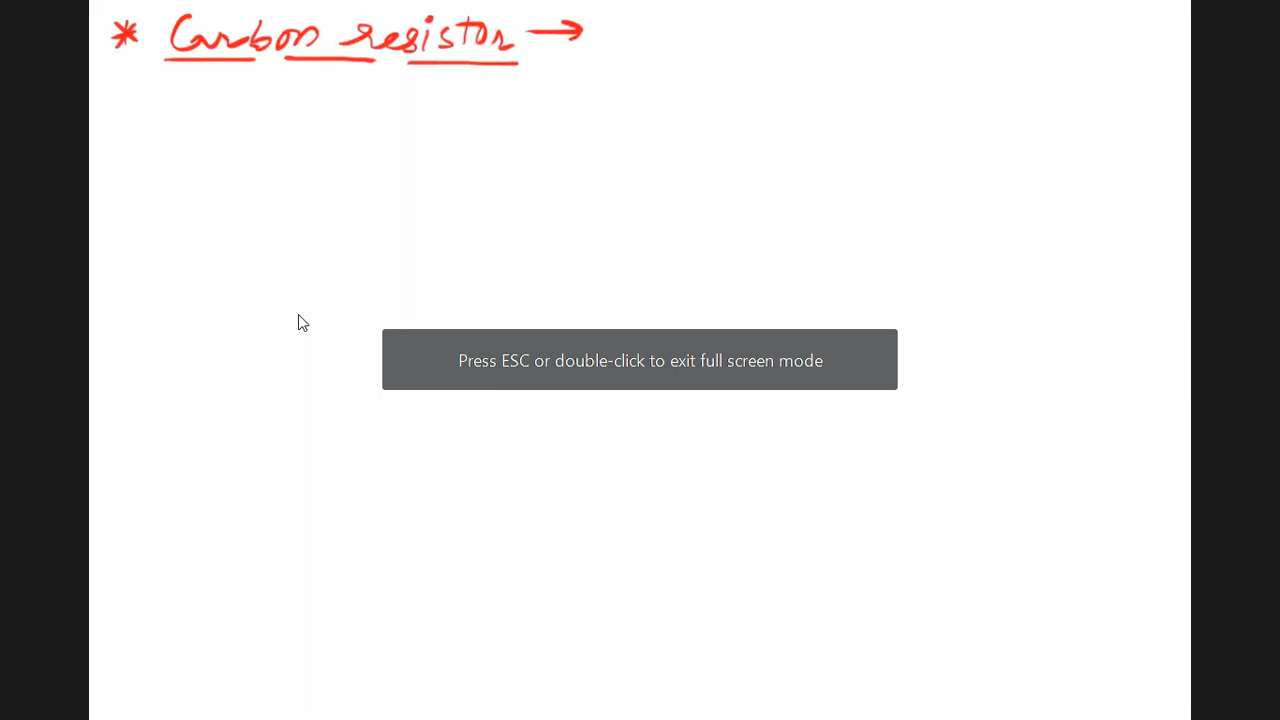 * Carbon resistor →
Press ESC or double-click to exit full screen mode